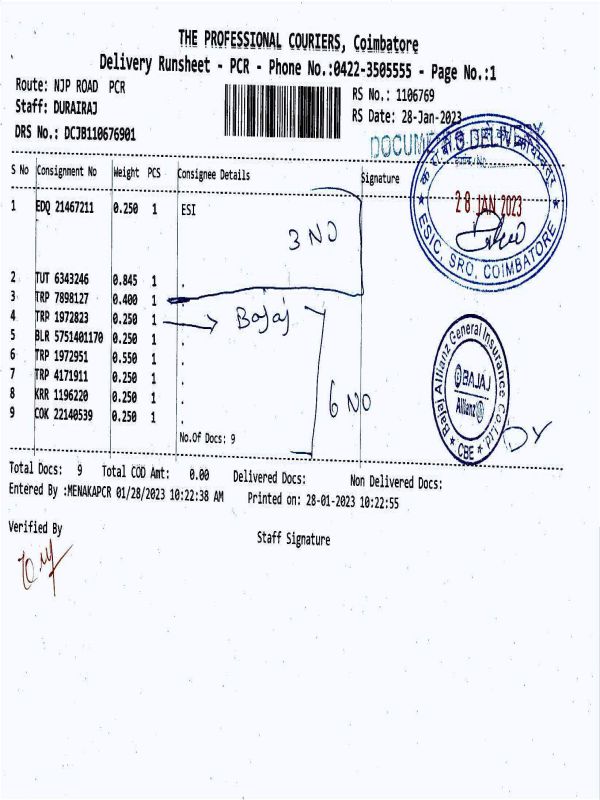 THE PROFESSIONAL COURIERS, Coimbatore
Delivery Runsheet - PCR - Phone No.:0422-3505555 - Page No.:1
Route: NJP ROAD PCR
RS No.: 1106769
Staff: DURAIRAJ
RS Date: 28-Jan-2023
DRS No.: DCJB110676901
S No Consignment No Weight PCS Consignee Details Signature
1 EDQ 21467211 0.250 1 ESI
3 NO
2 TUT 6343246 0.845 1 .
3 TRP 7898127 0.400 1 .
4 TRP 1972823 0.250 1 Bajaj
5 BLR 5751401170 0.250 1 .
6 TRP 1972951 0.550 1 .
7 TRP 4171911 0.250 1 .
8 KRR 1196220 0.250 1 .
9 COK 22140539 0.250 1 .
6 NO
No.Of Docs: 9
28 JAN 2023
ESIC, SRO, COIMBATORE
Bajaj Allianz General Insurance Co.Ltd.
BAJAJ
Allianz
CBE
Total Docs: 9 Total COD Amt: 0.00 Delivered Docs: Non Delivered Docs:
Entered By :MENAKAPCR 01/28/2023 10:22:38 AM Printed on: 28-01-2023 10:22:55
Verified By
Staff Signature